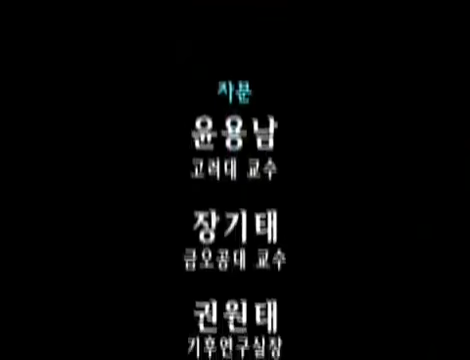 자문
윤용남
고려대 교수
장기태
금오공대 교수
권원태
기후연구실장